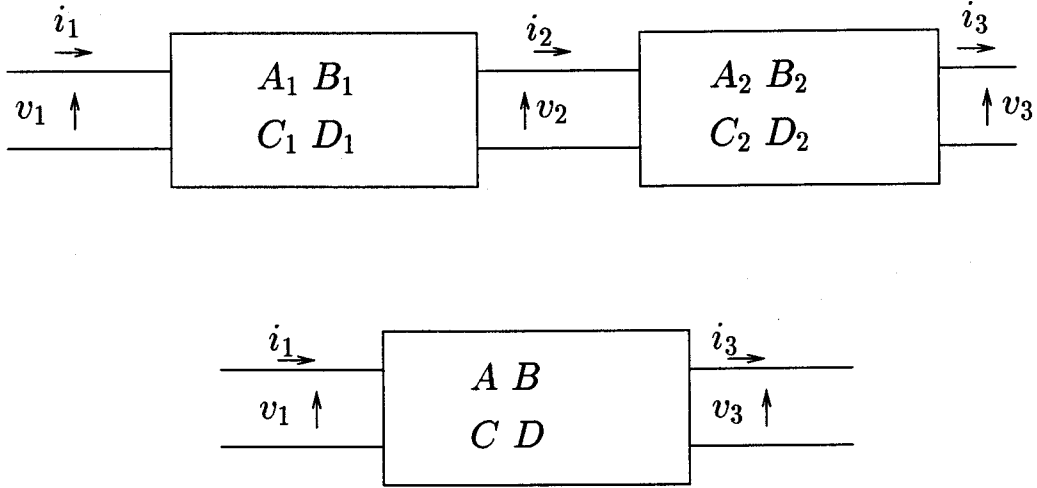 i₁ i₂ i₃
A₁ B₁ A₂ B₂
v₁ v₂ v₃
C₁ D₁ C₂ D₂
i₁ i₃
A B
v₁ v₃
C D